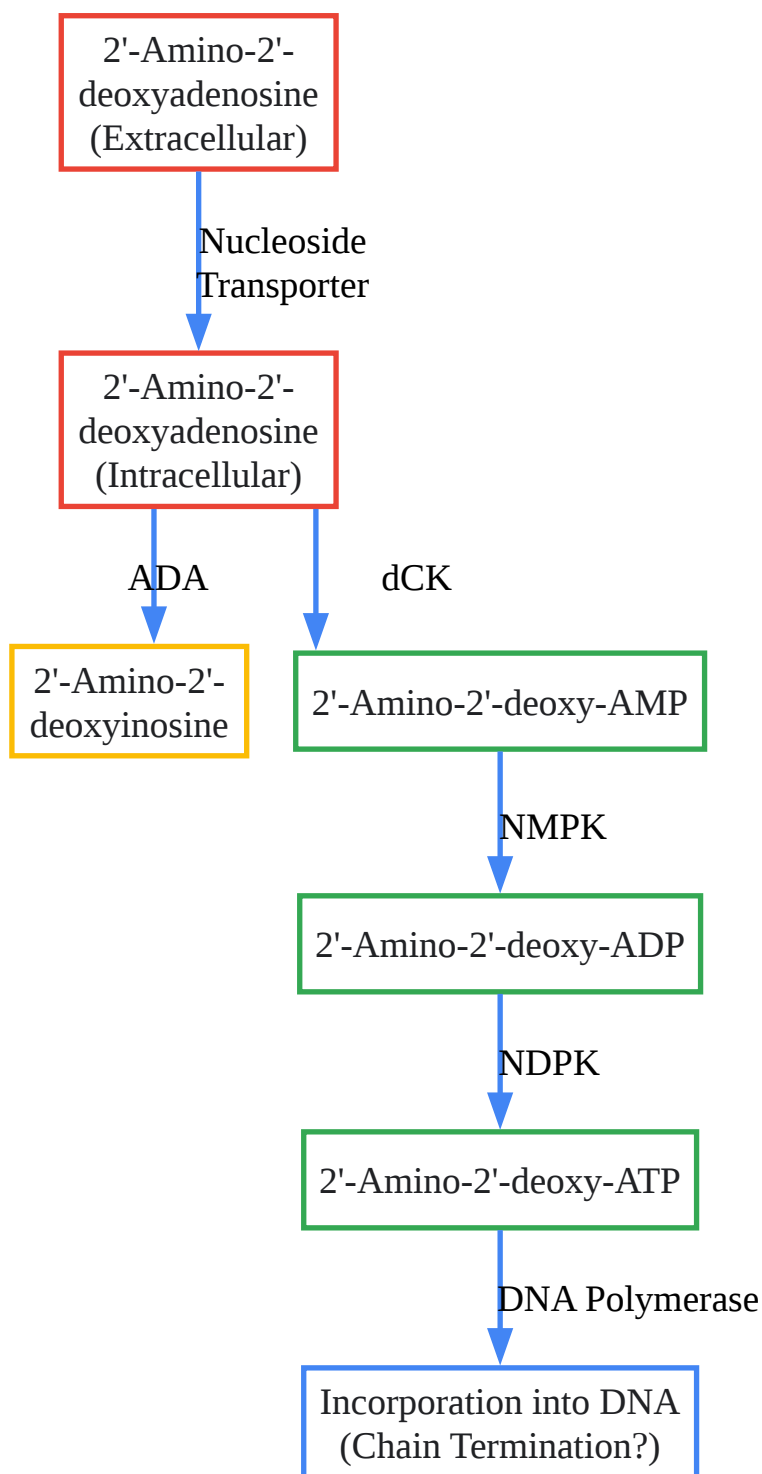 2'-Amino-2'-
deoxyadenosine
(Extracellular)
Nucleoside
Transporter
2'-Amino-2'-
deoxyadenosine
(Intracellular)
ADA
dCK
2'-Amino-2'-
deoxyinosine
2'-Amino-2'-deoxy-AMP
NMPK
2'-Amino-2'-deoxy-ADP
NDPK
2'-Amino-2'-deoxy-ATP
DNA Polymerase
Incorporation into DNA
(Chain Termination?)